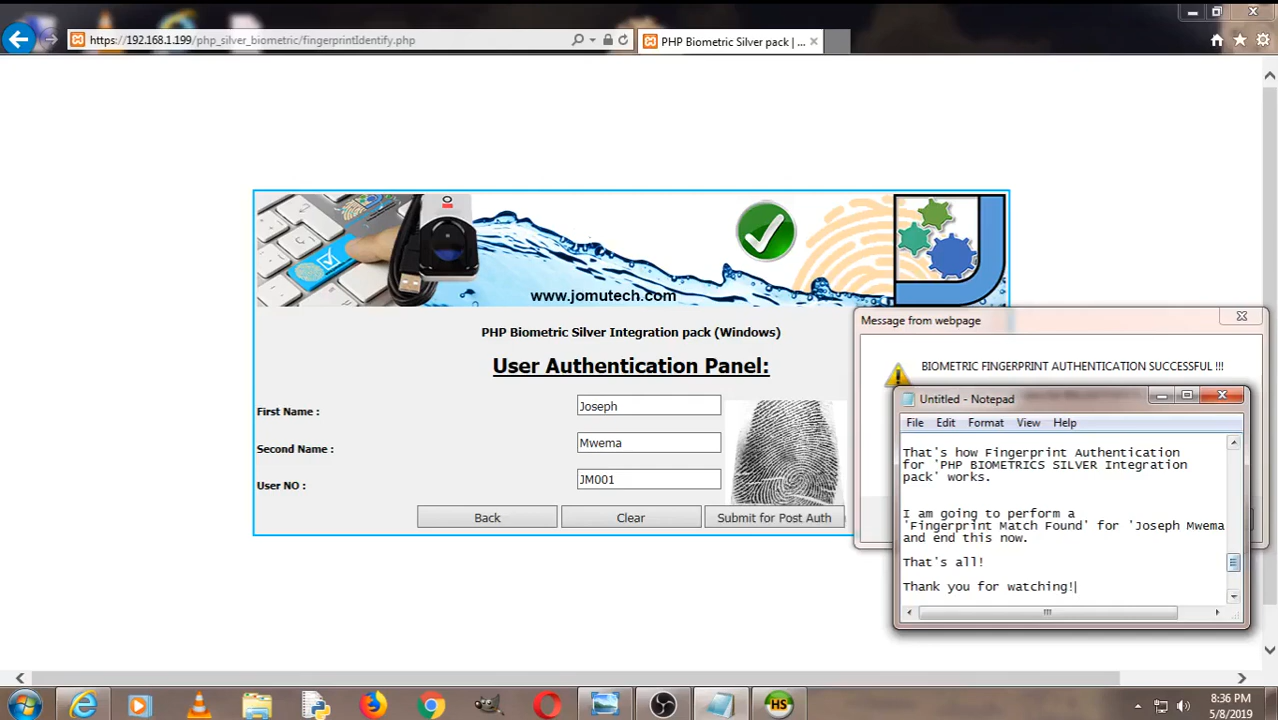 https://192.168.1.199/php_silver_biometric/fingerprintIdentify.php
PHP Biometric Silver pack | ...
www.jomutech.com
PHP Biometric Silver Integration pack (Windows)
User Authentication Panel:
First Name :
Joseph
Second Name :
Mwema
User NO :
JM001
Back
Clear
Submit for Post Auth
Message from webpage
BIOMETRIC FINGERPRINT AUTHENTICATION SUCCESSFUL !!!
Untitled - Notepad
File Edit Format View Help
That's how Fingerprint Authentication
for 'PHP BIOMETRICS SILVER Integration
pack' works.
I am going to perform a
'Fingerprint Match Found' for 'Joseph Mwema
and end this now.
That's all!
Thank you for watching!
HS
8:36 PM
5/8/2019